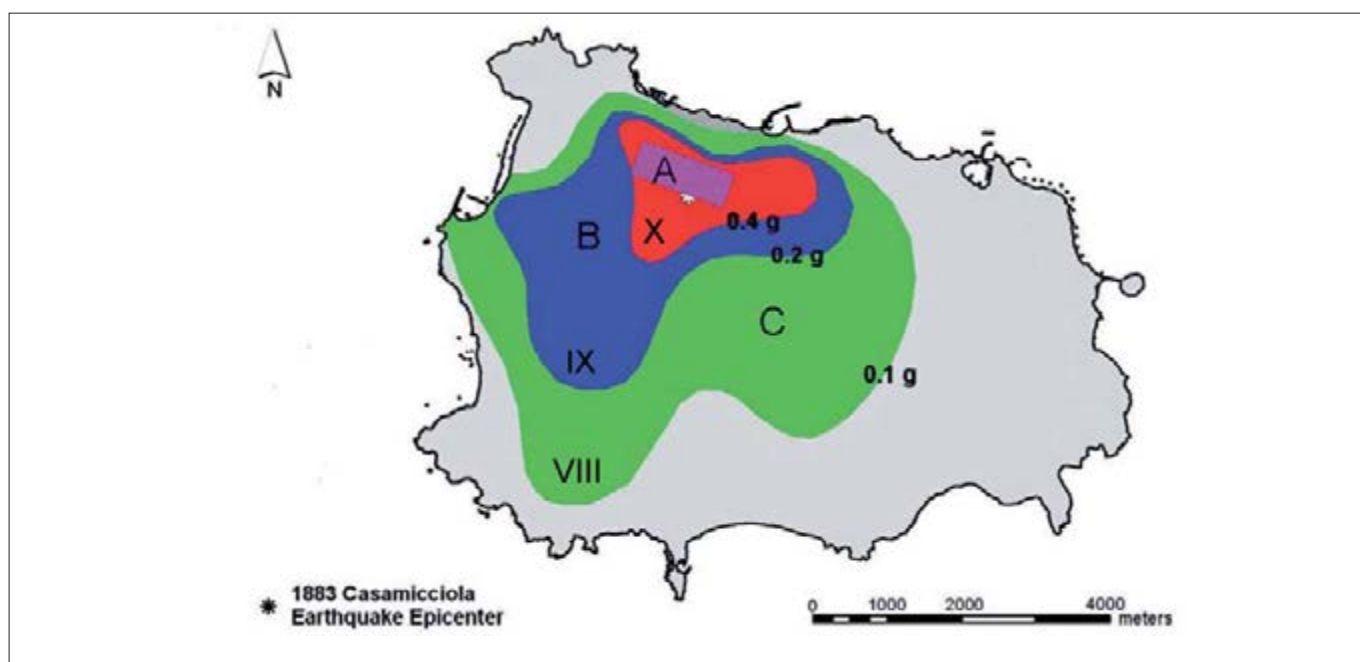 N
A
B
X
0.4 g
0.2 g
C
IX
0.1 g
VIII
1883 Casamicciola
Earthquake Epicenter
0 1000 2000 4000
meters